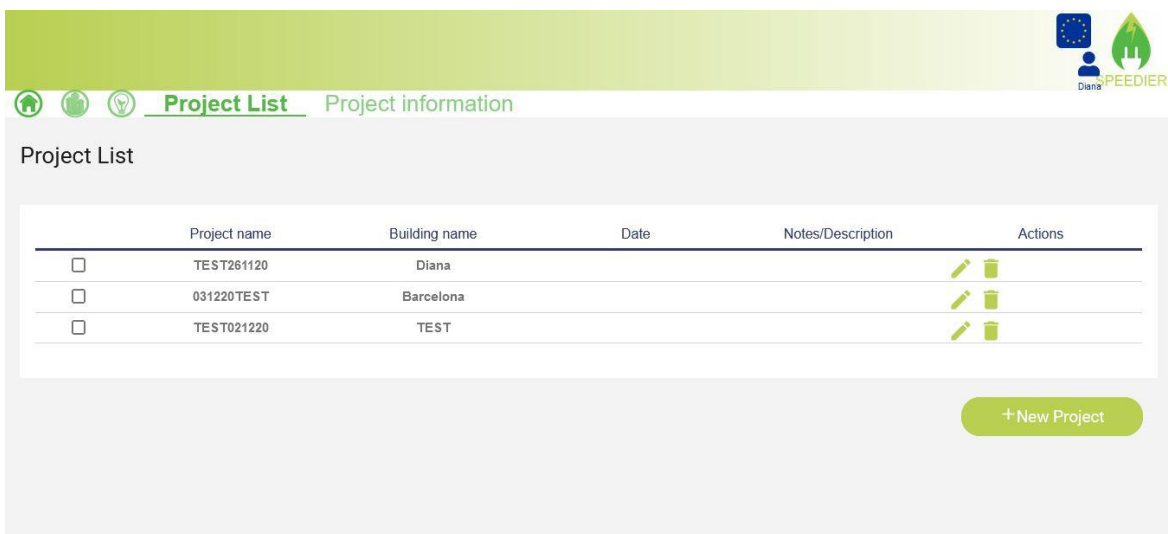 Diana
SPEEDIER
Project List Project information
Project List
Project name Building name Date Notes/Description Actions
TEST261120 Diana
031220TEST Barcelona
TEST021220 TEST
+New Project